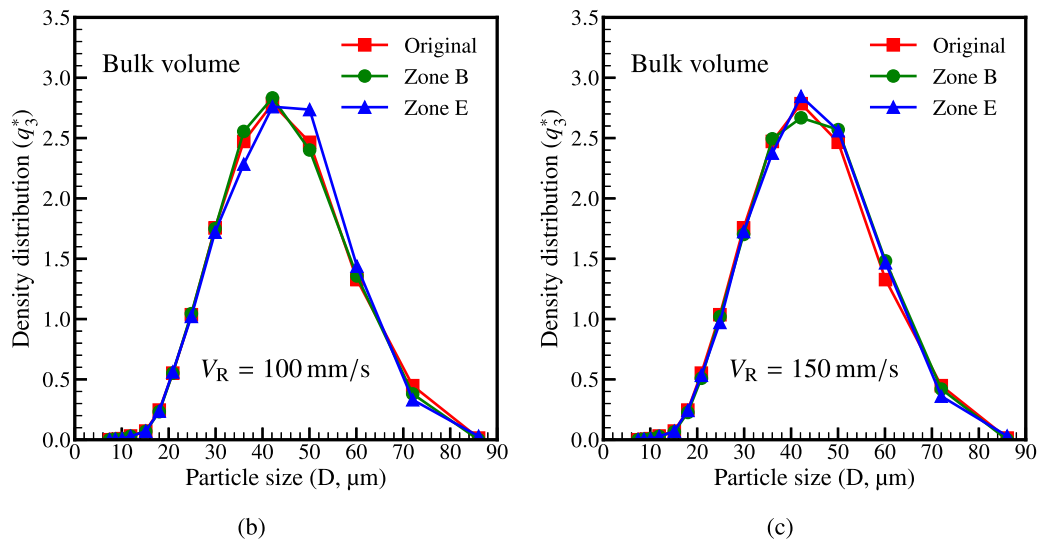 3.5
3.0
2.5
2.0
1.5
1.0
0.5
0.0
Density distribution (q*3)
Bulk volume
Original
Zone B
Zone E
VR = 100 mm/s
0 10 20 30 40 50 60 70 80 90
Particle size (D, μm)
(b)
3.5
3.0
2.5
2.0
1.5
1.0
0.5
0.0
Density distribution (q*3)
Bulk volume
Original
Zone B
Zone E
VR = 150 mm/s
0 10 20 30 40 50 60 70 80 90
Particle size (D, μm)
(c)